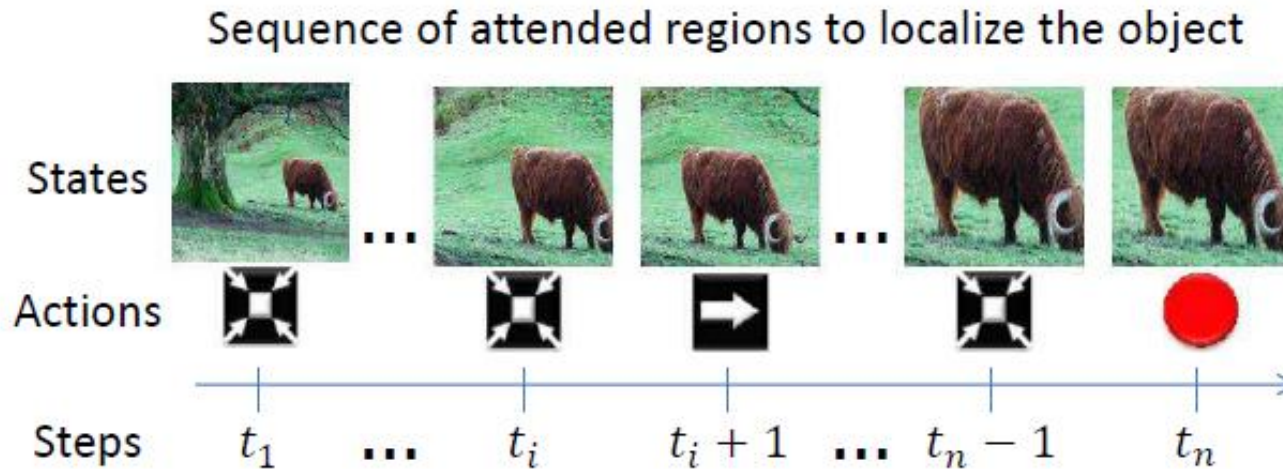 Sequence of attended regions to localize the object
States
... ...
Actions
Steps t₁ ... tᵢ tᵢ + 1 ... tₙ − 1 tₙ